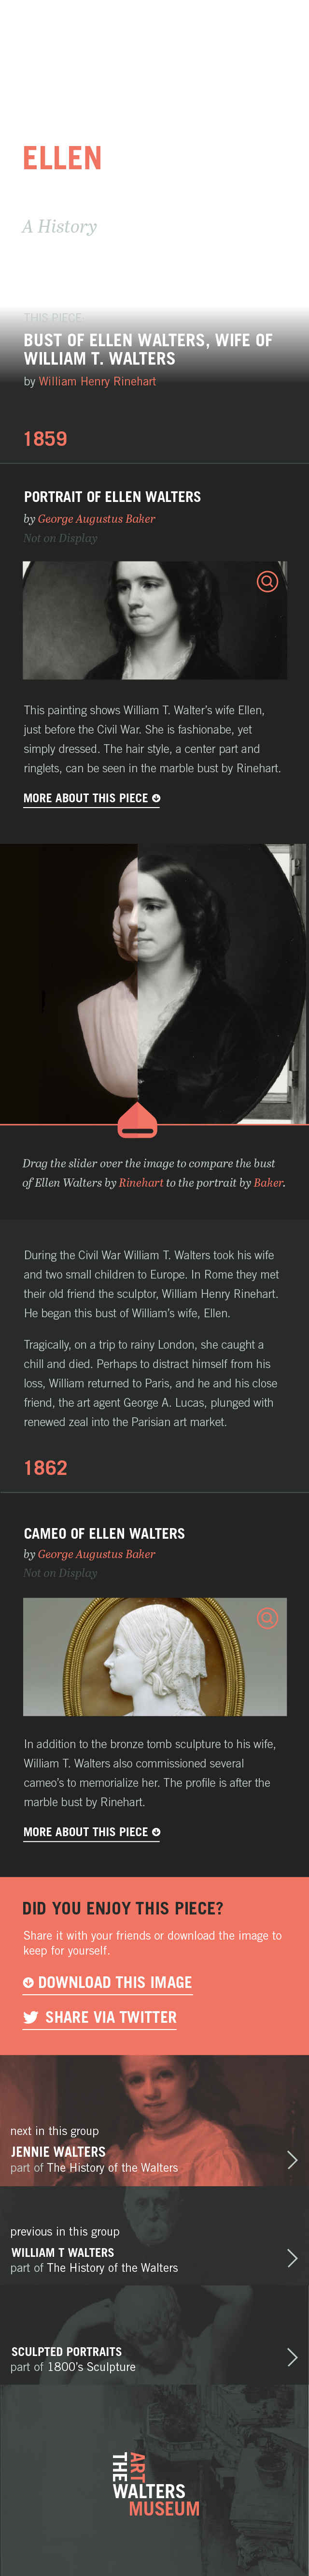 ELLEN
A History
THIS PIECE:
BUST OF ELLEN WALTERS, WIFE OF
WILLIAM T. WALTERS
by William Henry Rinehart
1859
PORTRAIT OF ELLEN WALTERS
by George Augustus Baker
Not on Display
This painting shows William T. Walter’s wife Ellen,
just before the Civil War. She is fashionabe, yet
simply dressed. The hair style, a center part and
ringlets, can be seen in the marble bust by Rinehart.
MORE ABOUT THIS PIECE
Drag the slider over the image to compare the bust
of Ellen Walters by Rinehart to the portrait by Baker.
During the Civil War William T. Walters took his wife
and two small children to Europe. In Rome they met
their old friend the sculptor, William Henry Rinehart.
He began this bust of William’s wife, Ellen.
Tragically, on a trip to rainy London, she caught a
chill and died. Perhaps to distract himself from his
loss, William returned to Paris, and he and his close
friend, the art agent George A. Lucas, plunged with
renewed zeal into the Parisian art market.
1862
CAMEO OF ELLEN WALTERS
by George Augustus Baker
Not on Display
In addition to the bronze tomb sculpture to his wife,
William T. Walters also commissioned several
cameo’s to memorialize her. The profile is after the
marble bust by Rinehart.
MORE ABOUT THIS PIECE
DID YOU ENJOY THIS PIECE?
Share it with your friends or download the image to
keep for yourself.
DOWNLOAD THIS IMAGE
SHARE VIA TWITTER
next in this group
JENNIE WALTERS
part of The History of the Walters
previous in this group
WILLIAM T WALTERS
part of The History of the Walters
SCULPTED PORTRAITS
part of 1800’s Sculpture
THE
ART
WALTERS
MUSEUM